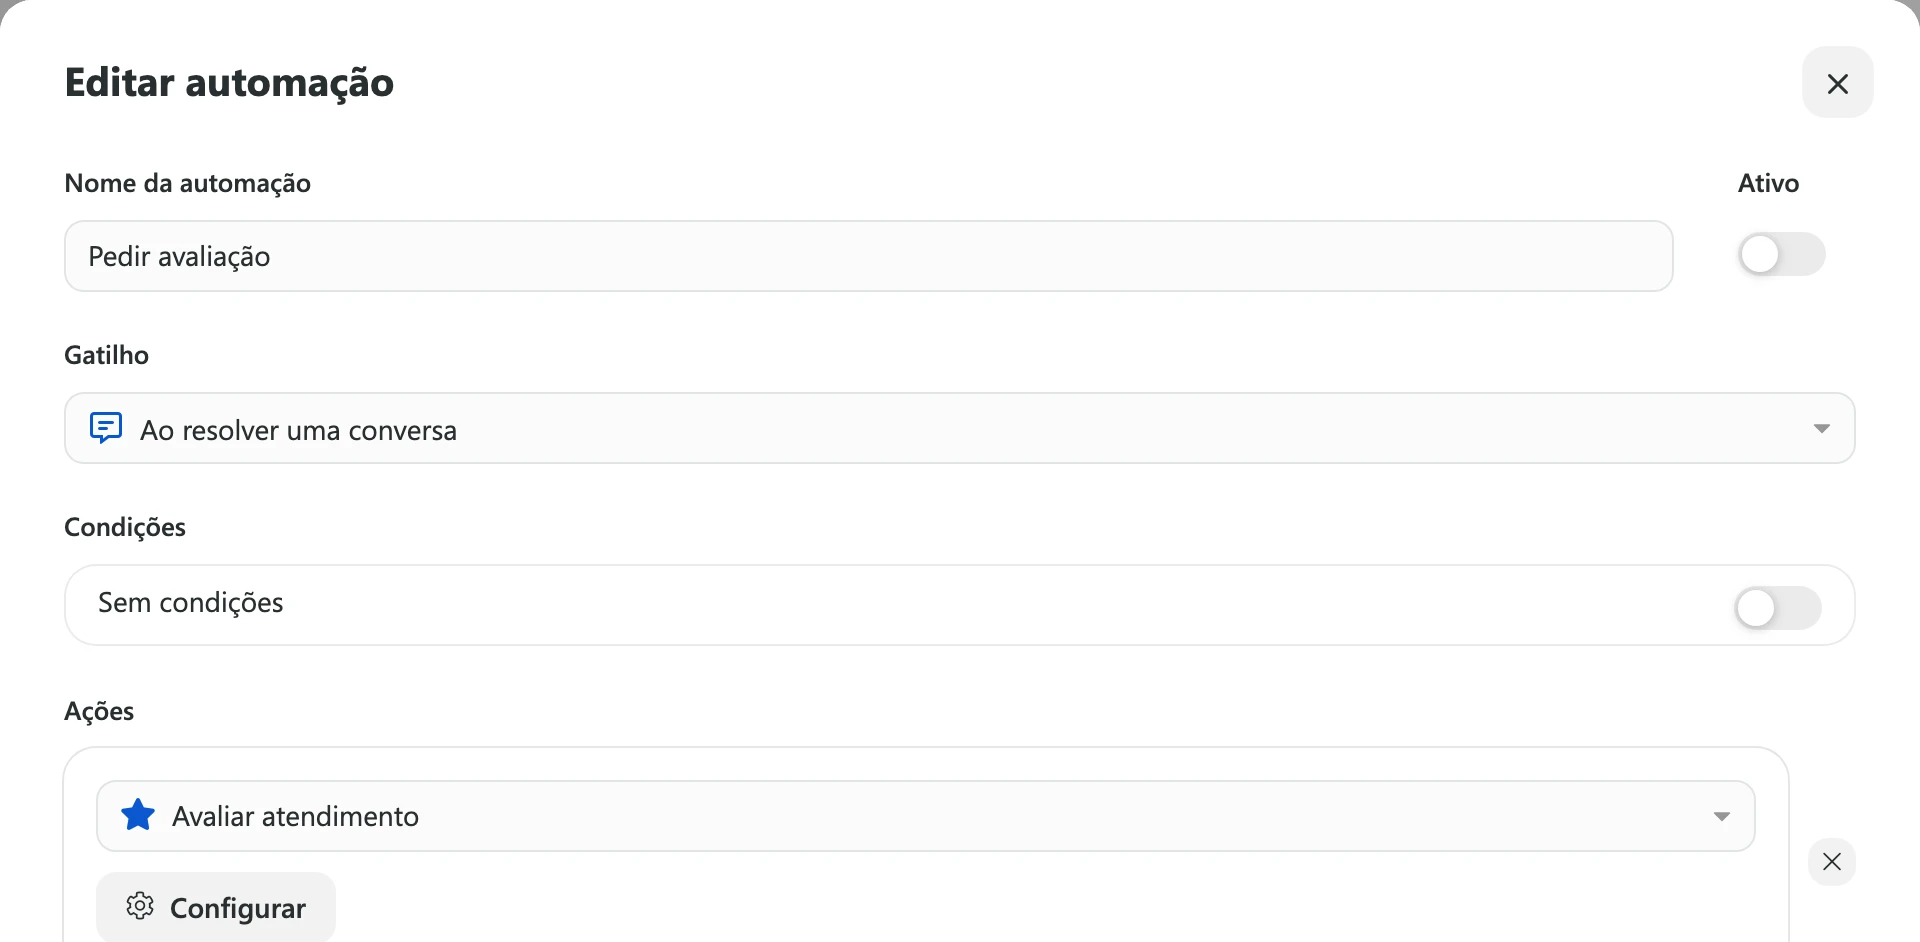 Editar automação
Nome da automação
Ativo
Pedir avaliação
Gatilho
Ao resolver uma conversa
Condições
Sem condições
Ações
Avaliar atendimento
Configurar